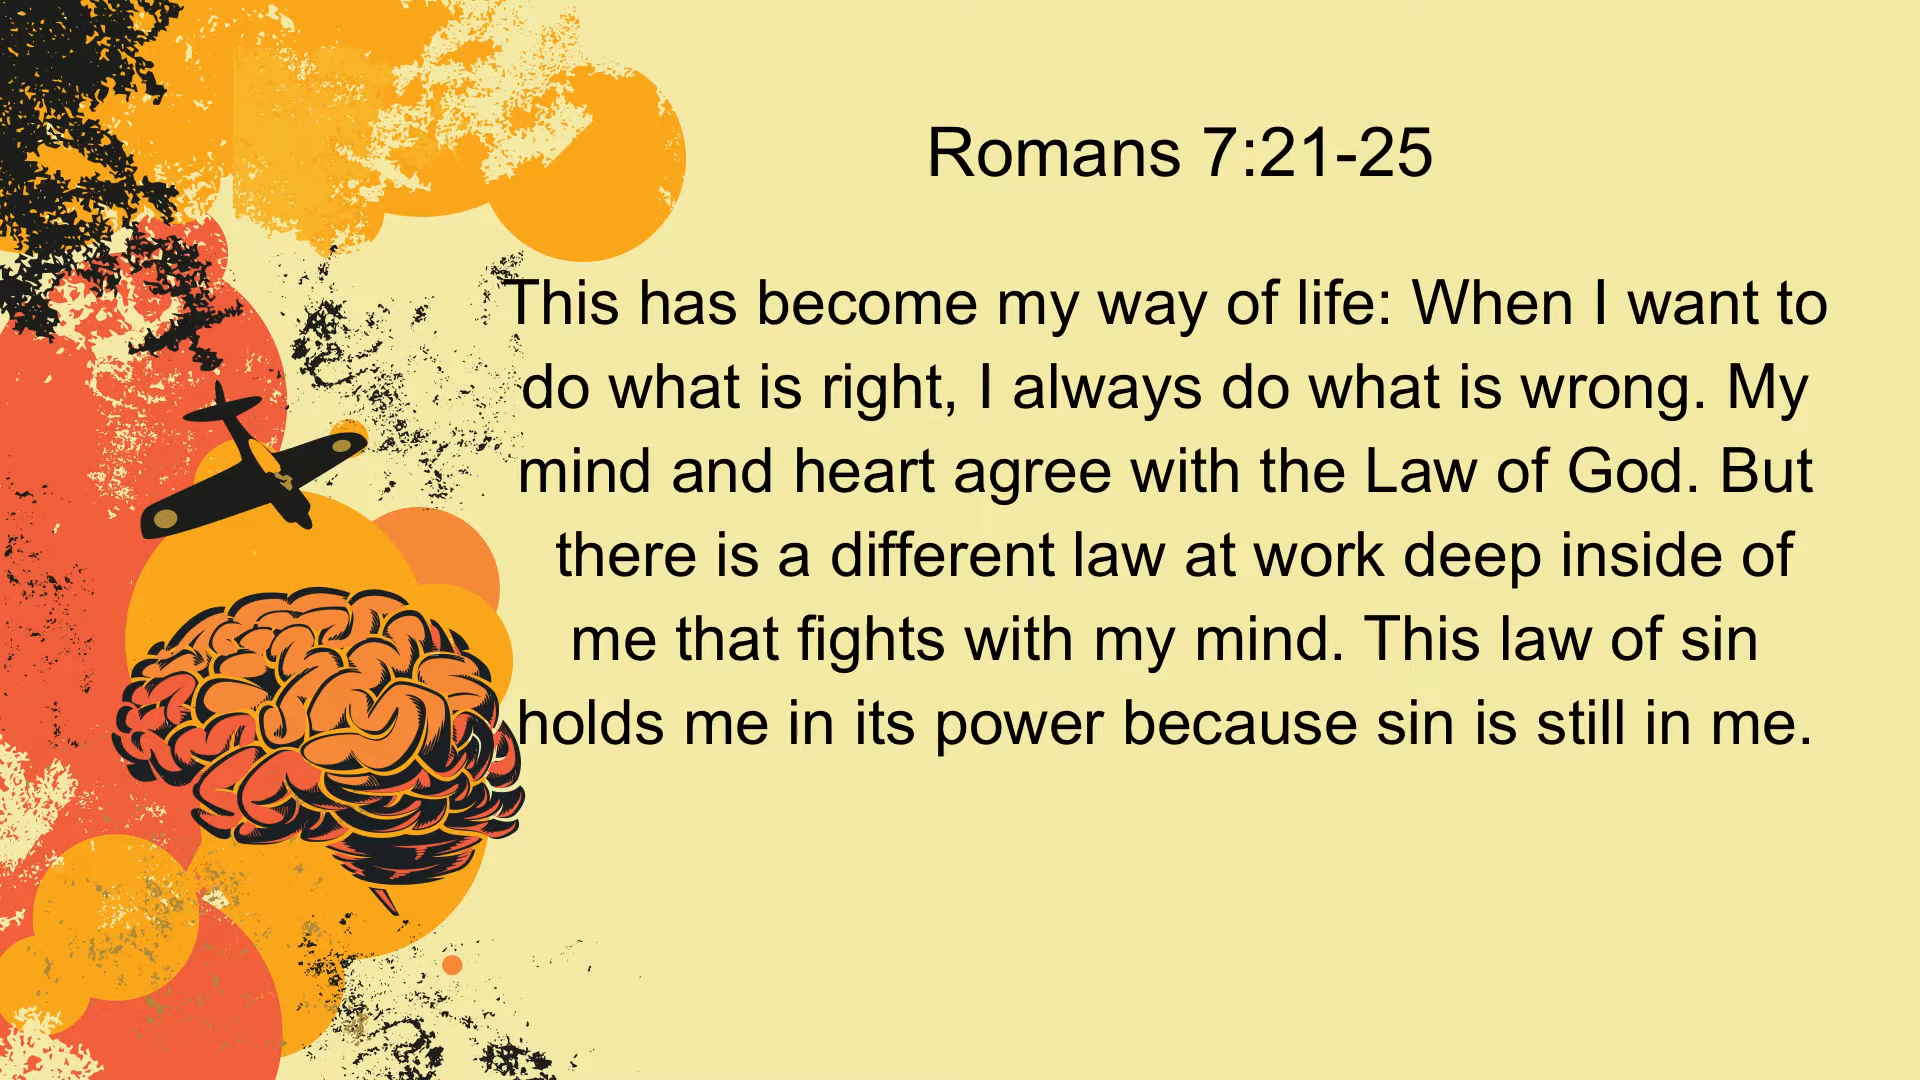 Romans 7:21-25
This has become my way of life: When I want to
do what is right, I always do what is wrong. My
mind and heart agree with the Law of God. But
there is a different law at work deep inside of
me that fights with my mind. This law of sin
holds me in its power because sin is still in me.